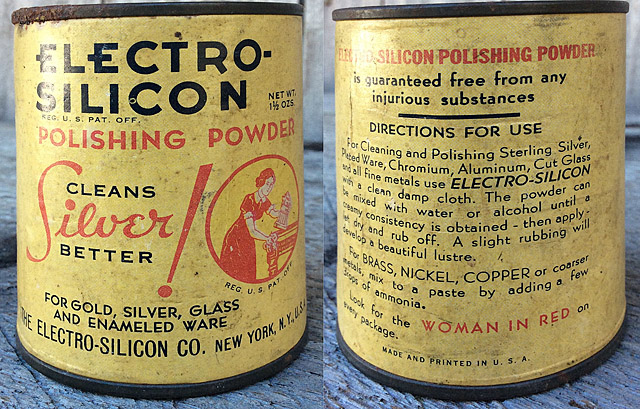 ELECTRO-
SILICON
NET WT.
1½ OZS.
REG. U. S. PAT. OFF.
POLISHING POWDER
CLEANS
Silver!
BETTER
REG. U. S. PAT. OFF.
FOR GOLD, SILVER, GLASS
AND ENAMELED WARE
THE ELECTRO-SILICON CO. NEW YORK, N.Y., U.S.A.
ELECTRO-SILICON POLISHING POWDER
is guaranteed free from any
injurious substances
DIRECTIONS FOR USE
For Cleaning and Polishing Sterling Silver,
Plated Ware, Chromium, Aluminum, Cut Glass
and all fine metals use ELECTRO-SILICON
with a clean damp cloth. The powder can
be mixed with water or alcohol until a
creamy consistency is obtained - then apply-
let dry and rub off. A slight rubbing will
develop a beautiful lustre.
For BRASS, NICKEL, COPPER or coarser
metals, mix to a paste by adding a few
drops of ammonia.
Look for the WOMAN IN RED on
every package.
MADE AND PRINTED IN U. S. A.